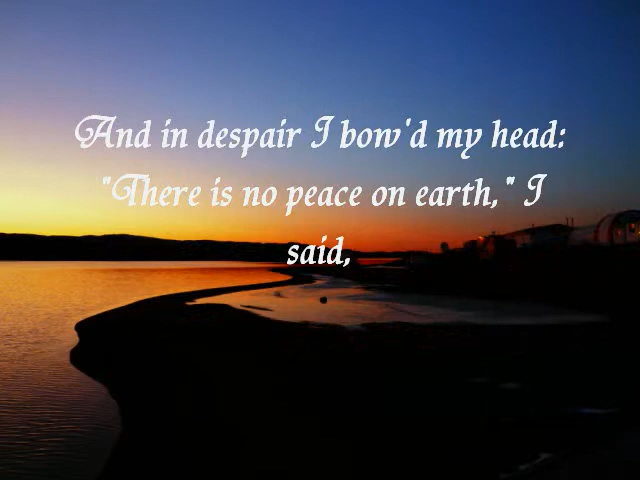 And in despair I bow'd my head:
"There is no peace on earth," I
said,